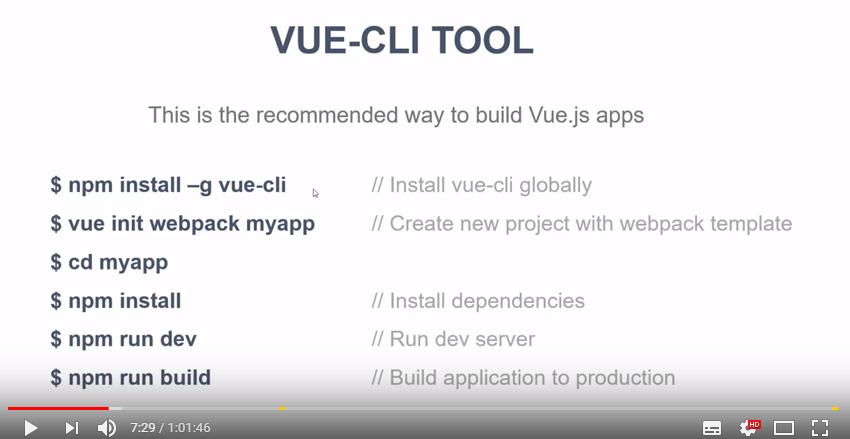 VUE-CLI TOOL
This is the recommended way to build Vue.js apps
$ npm install –g vue-cli // Install vue-cli globally
$ vue init webpack myapp // Create new project with webpack template
$ cd myapp
$ npm install // Install dependencies
$ npm run dev // Run dev server
$ npm run build // Build application to production
7:29 / 1:01:46 HD